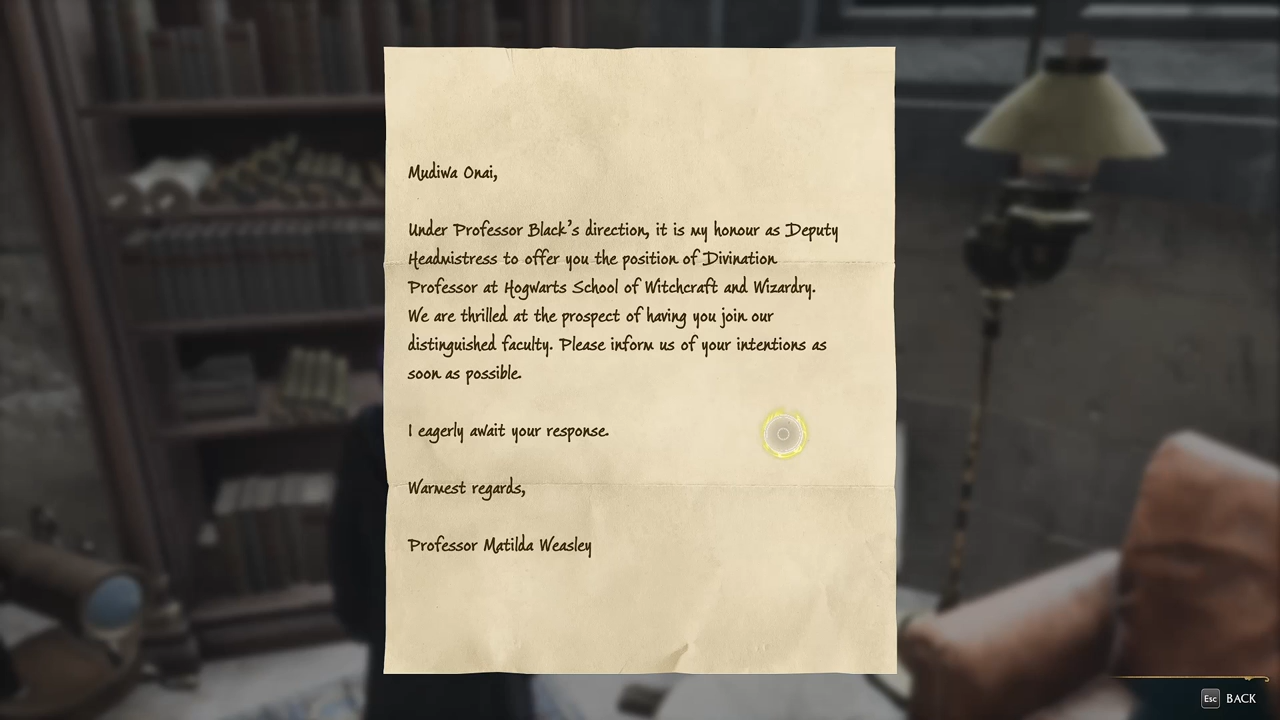 Mudiwa Onai,
Under Professor Black's direction, it is my honour as Deputy
Headmistress to offer you the position of Divination
Professor at Hogwarts School of Witchcraft and Wizardry.
We are thrilled at the prospect of having you join our
distinguished faculty. Please inform us of your intentions as
soon as possible.
I eagerly await your response.
Warmest regards,
Professor Matilda Weasley
Esc BACK